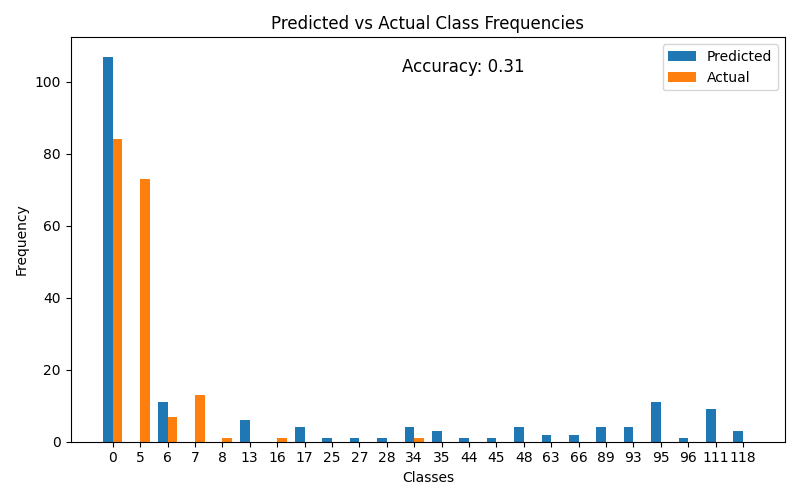 Predicted vs Actual Class Frequencies
Accuracy: 0.31
Predicted
Actual
Frequency
100
80
60
40
20
0
0 5 6 7 8 13 16 17 25 27 28 34 35 44 45 48 63 66 89 93 95 96 111 118
Classes